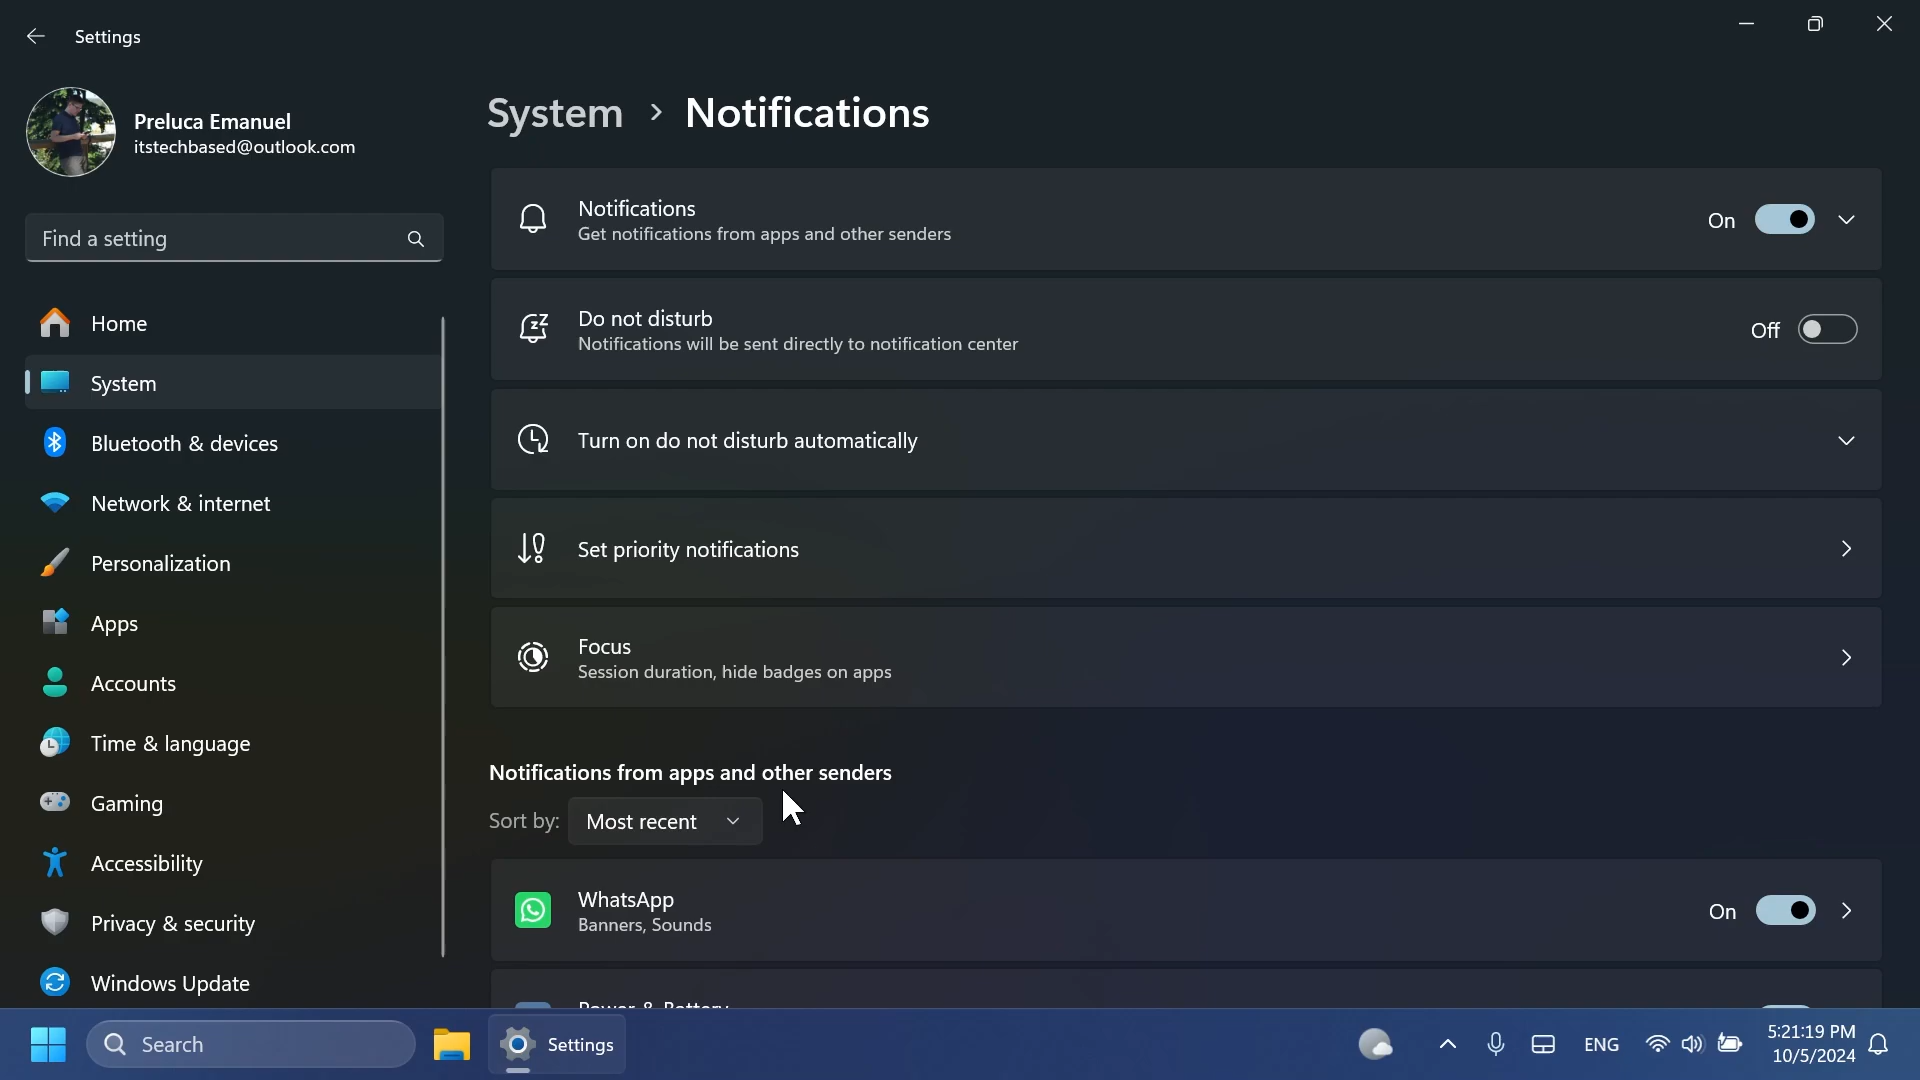 Settings
Preluca Emanuel
itstechbased@outlook.com
Find a setting
Home
System
Bluetooth & devices
Network & internet
Personalization
Apps
Accounts
Time & language
Gaming
Accessibility
Privacy & security
Windows Update
System > Notifications
Notifications
Get notifications from apps and other senders
On
Do not disturb
Notifications will be sent directly to notification center
Off
Turn on do not disturb automatically
Set priority notifications
Focus
Session duration, hide badges on apps
Notifications from apps and other senders
Sort by: Most recent
WhatsApp
Banners, Sounds
On
Power & Battery
Search
Settings
ENG
5:21:19 PM
10/5/2024